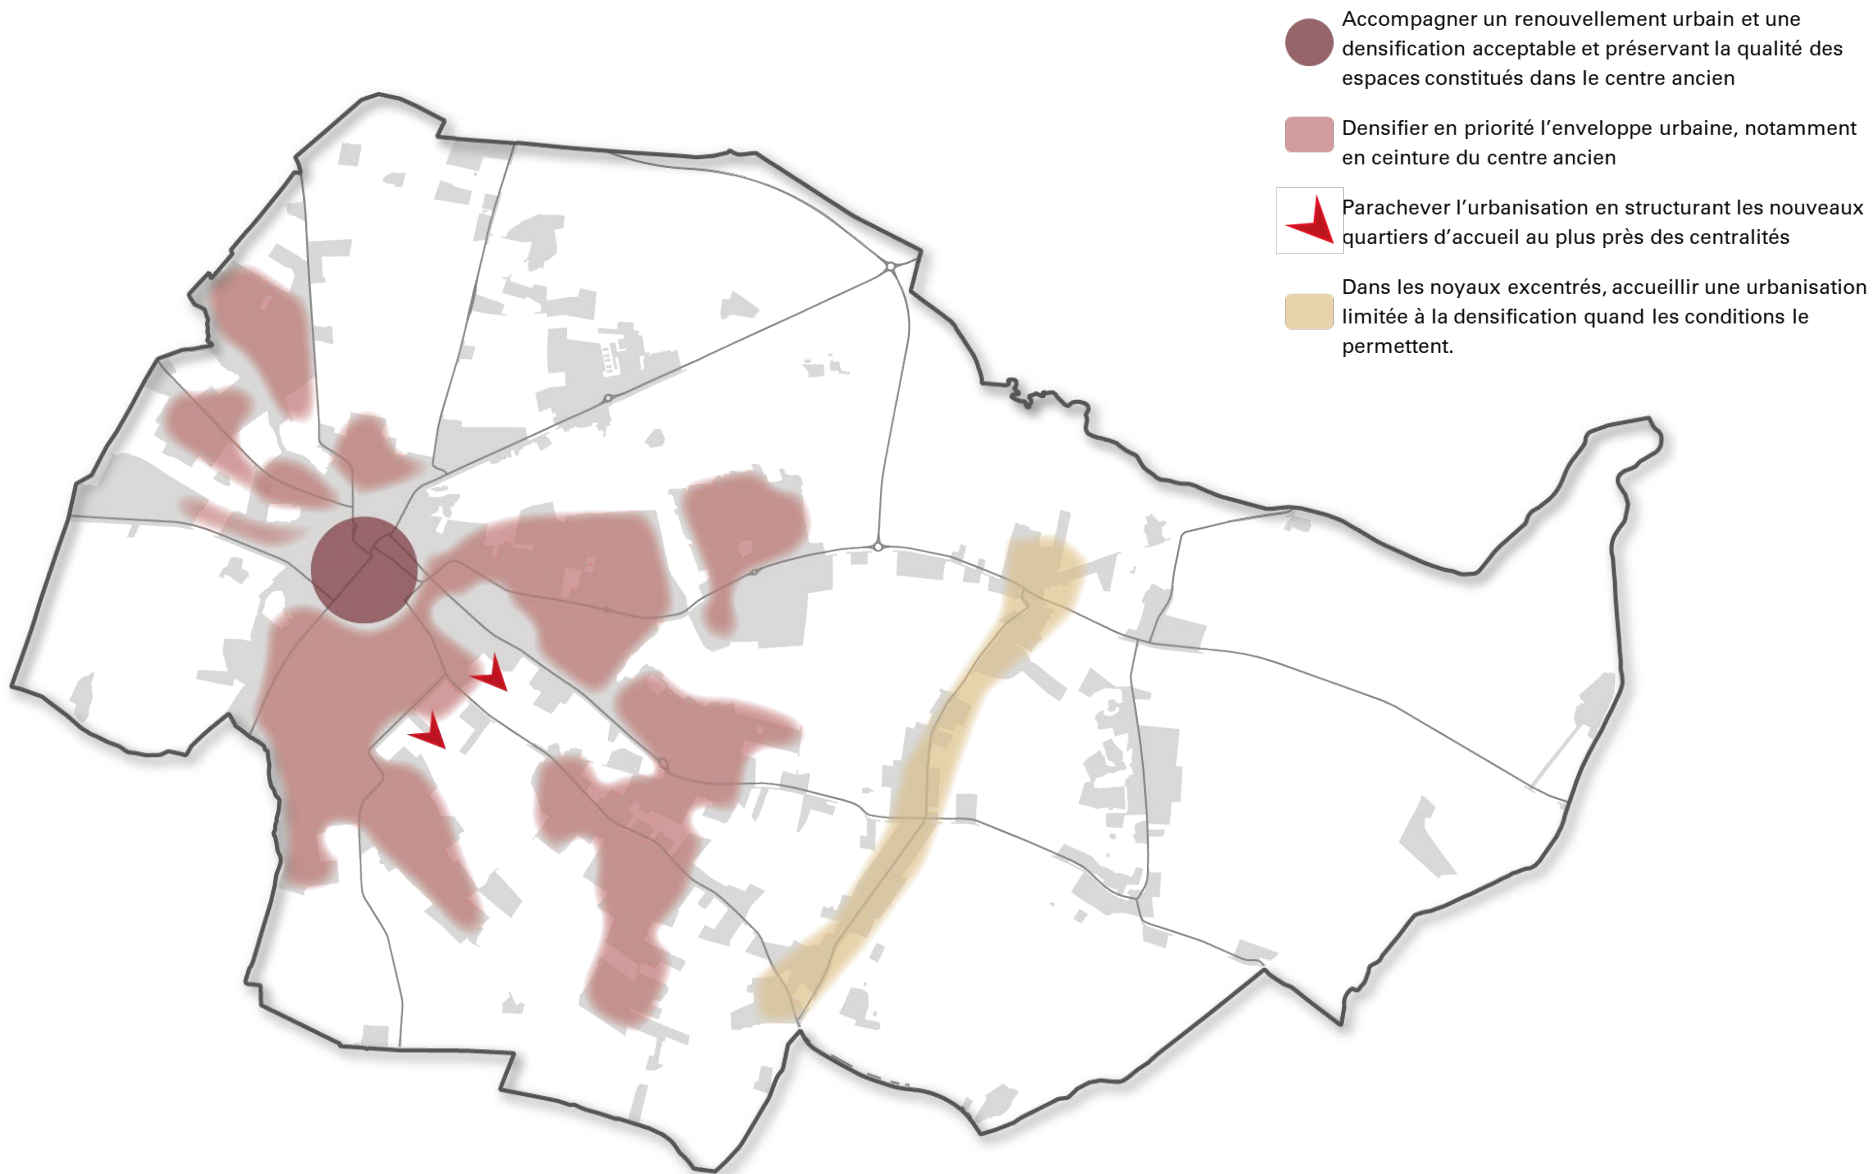 Accompagner un renouvellement urbain et une
densification acceptable et préservant la qualité des
espaces constitués dans le centre ancien
Densifier en priorité l’enveloppe urbaine, notamment
en ceinture du centre ancien
Parachever l’urbanisation en structurant les nouveaux
quartiers d’accueil au plus près des centralités
Dans les noyaux excentrés, accueillir une urbanisation
limitée à la densification quand les conditions le
permettent.